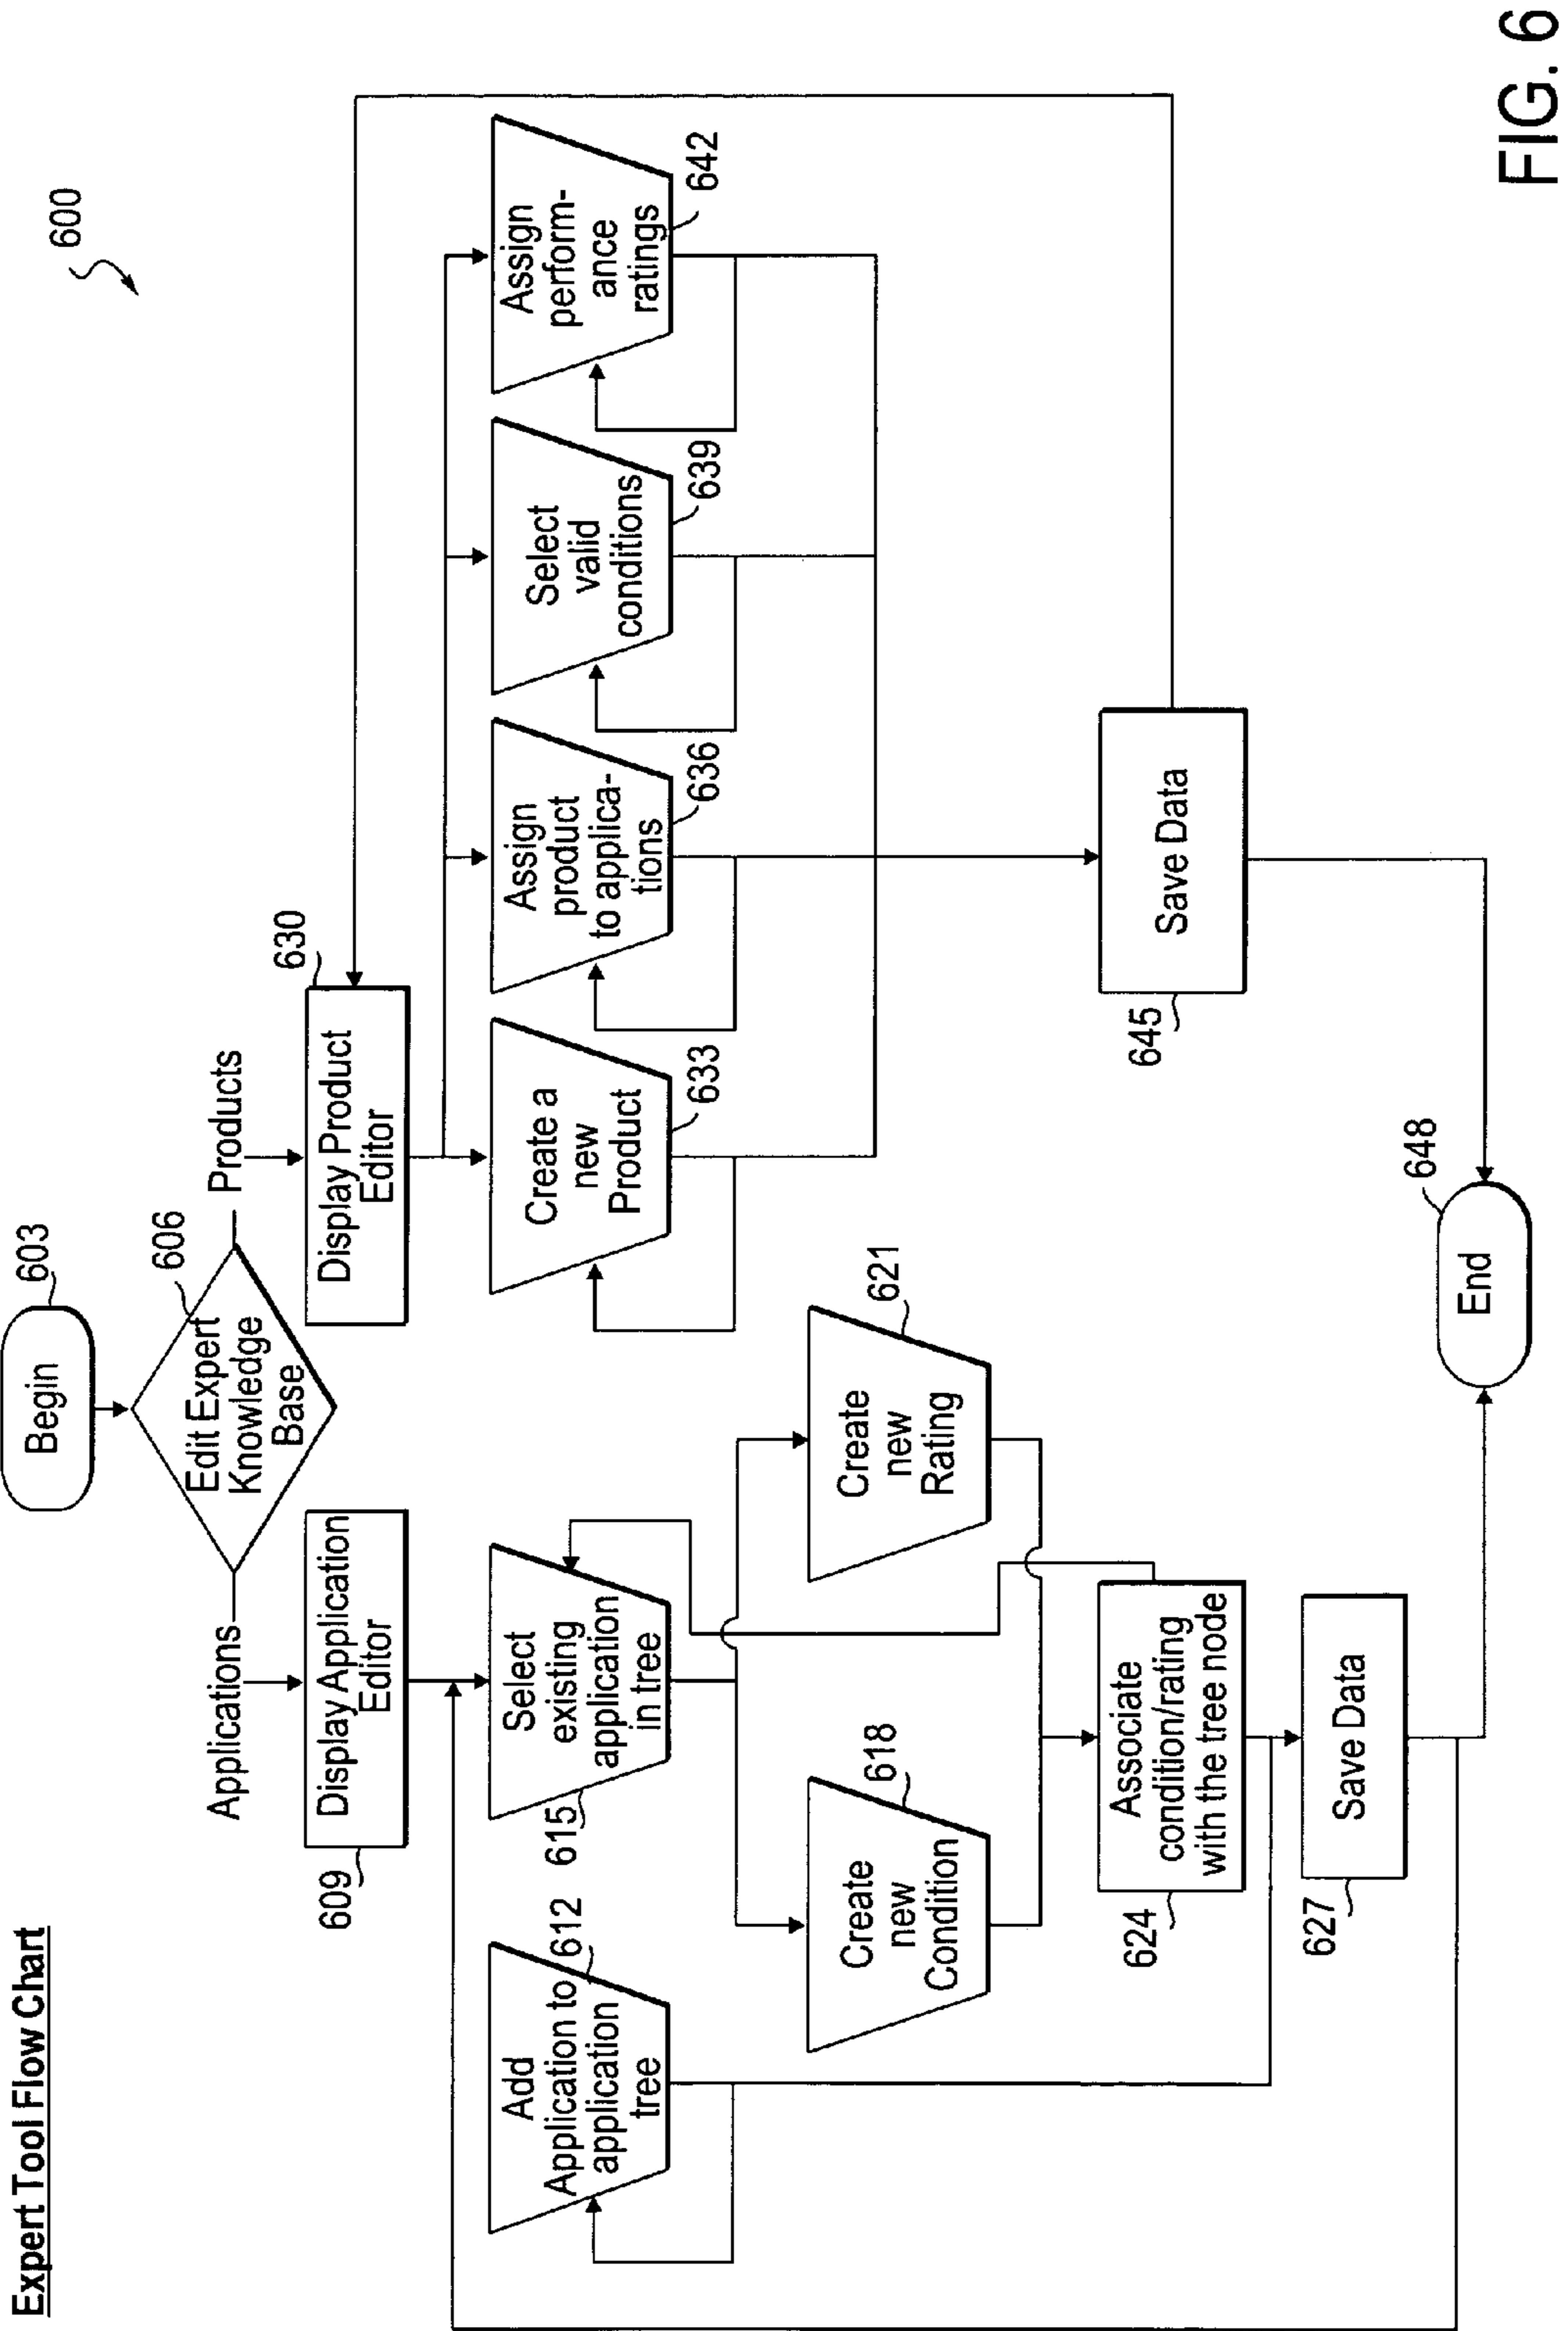 Expert Tool Flow Chart
600
Begin
603
Edit Expert
Knowledge
Base
606
Applications
Products
Display Application
Editor
609
Display Product
Editor
630
Add
Application to
application
tree
612
Select
existing
application
in tree
615
Create a
new
Product
633
Assign
product
to applica-
tions
636
Select
valid
conditions
639
Assign
perform-
ance
ratings
642
Create
new
Condition
618
Create
new
Rating
621
Associate
condition/rating
with the tree node
624
Save Data
627
Save Data
645
End
648
FIG. 6